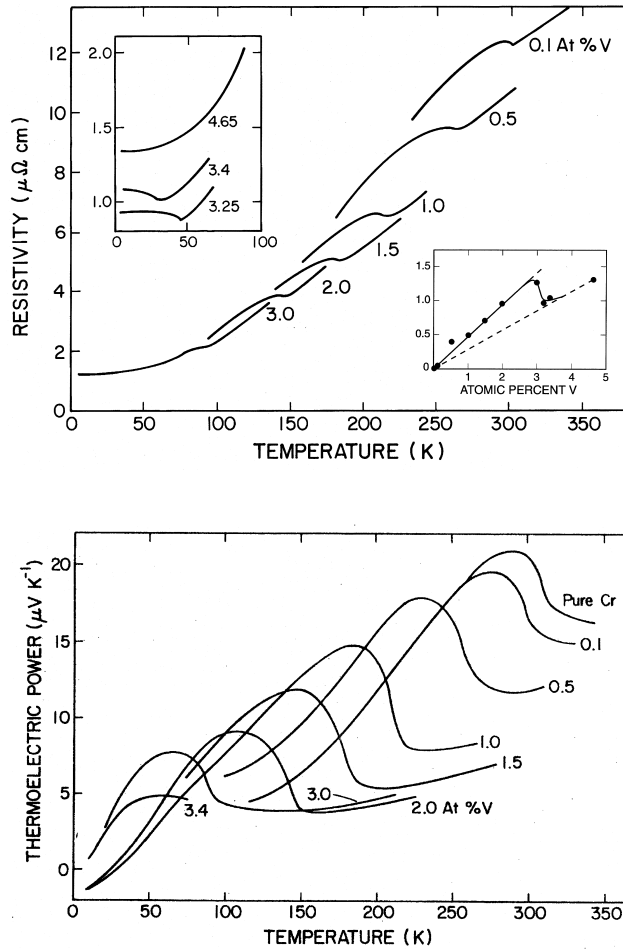 RESISTIVITY (μΩ cm)
12
10
8
6
4
2
0
0 50 100 150 200 250 300 350
TEMPERATURE (K)
0.1 At %V
0.5
1.0
1.5
2.0
3.0
2.0
1.5
1.0
0 50 100
4.65
3.4
3.25
1.5
1.0
0.5
0
1 2 3 4 5
ATOMIC PERCENT V
THERMOELECTRIC POWER (μV K⁻¹)
20
15
10
5
0
0 50 100 150 200 250 300 350
TEMPERATURE (K)
Pure Cr
0.1
0.5
1.0
1.5
3.0
2.0 At %V
3.4